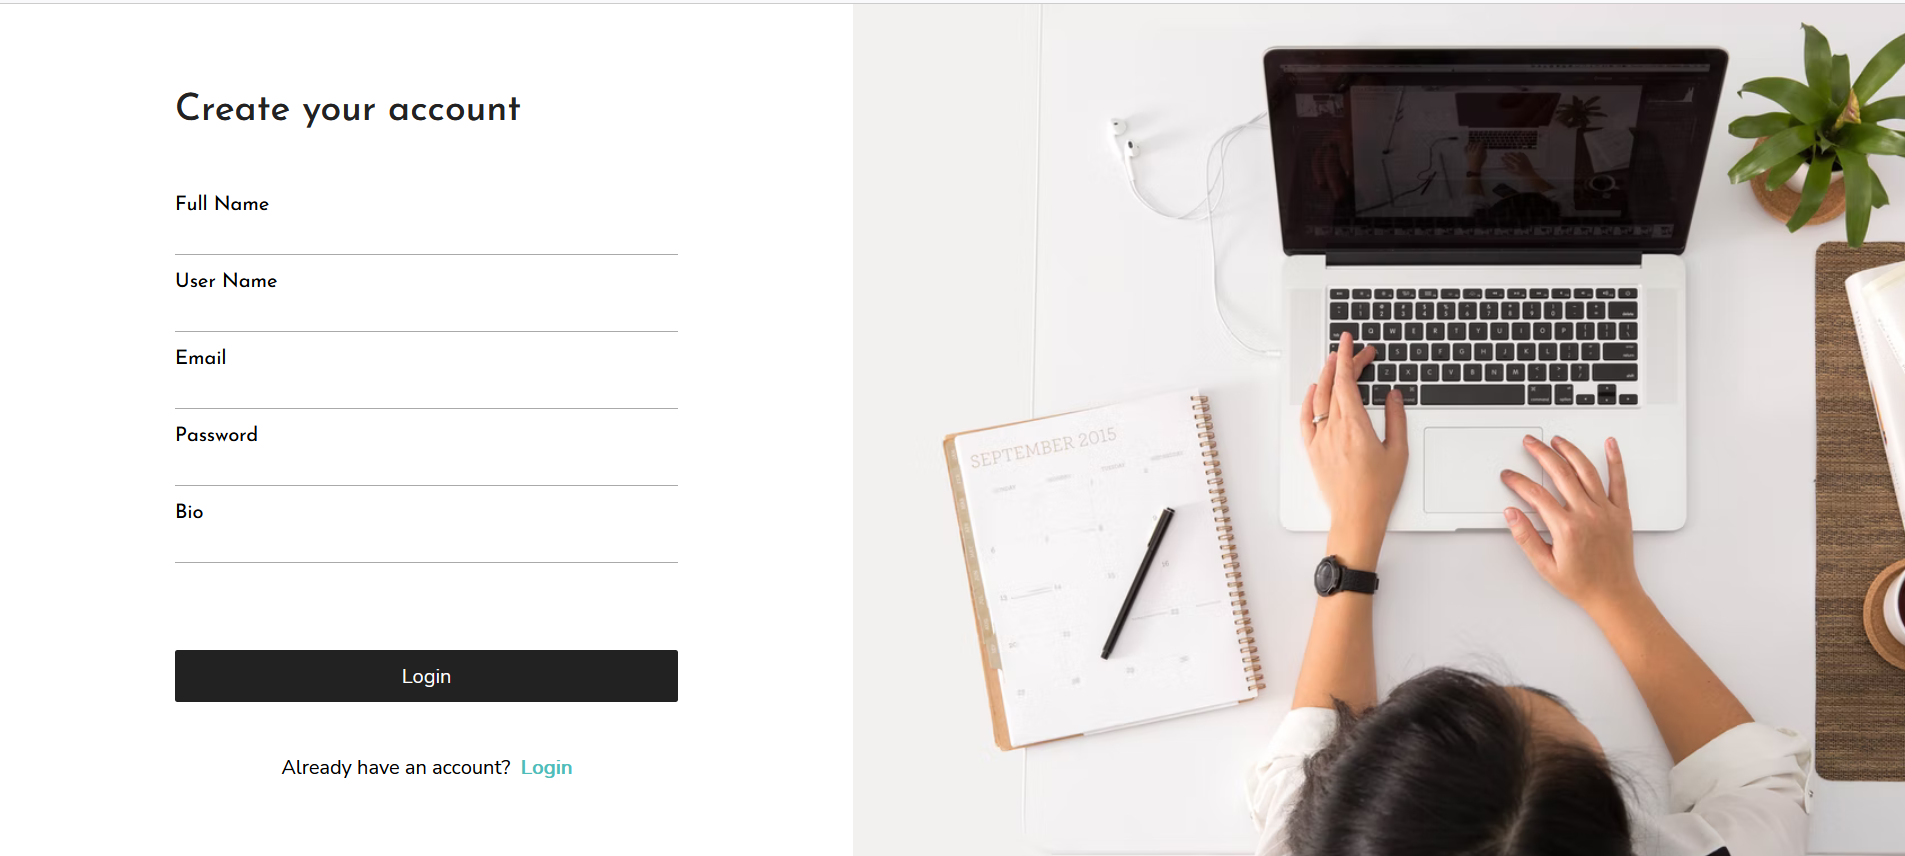 Create your account
Full Name
User Name
Email
Password
Bio
Login
Already have an account? Login
SEPTEMBER 2015